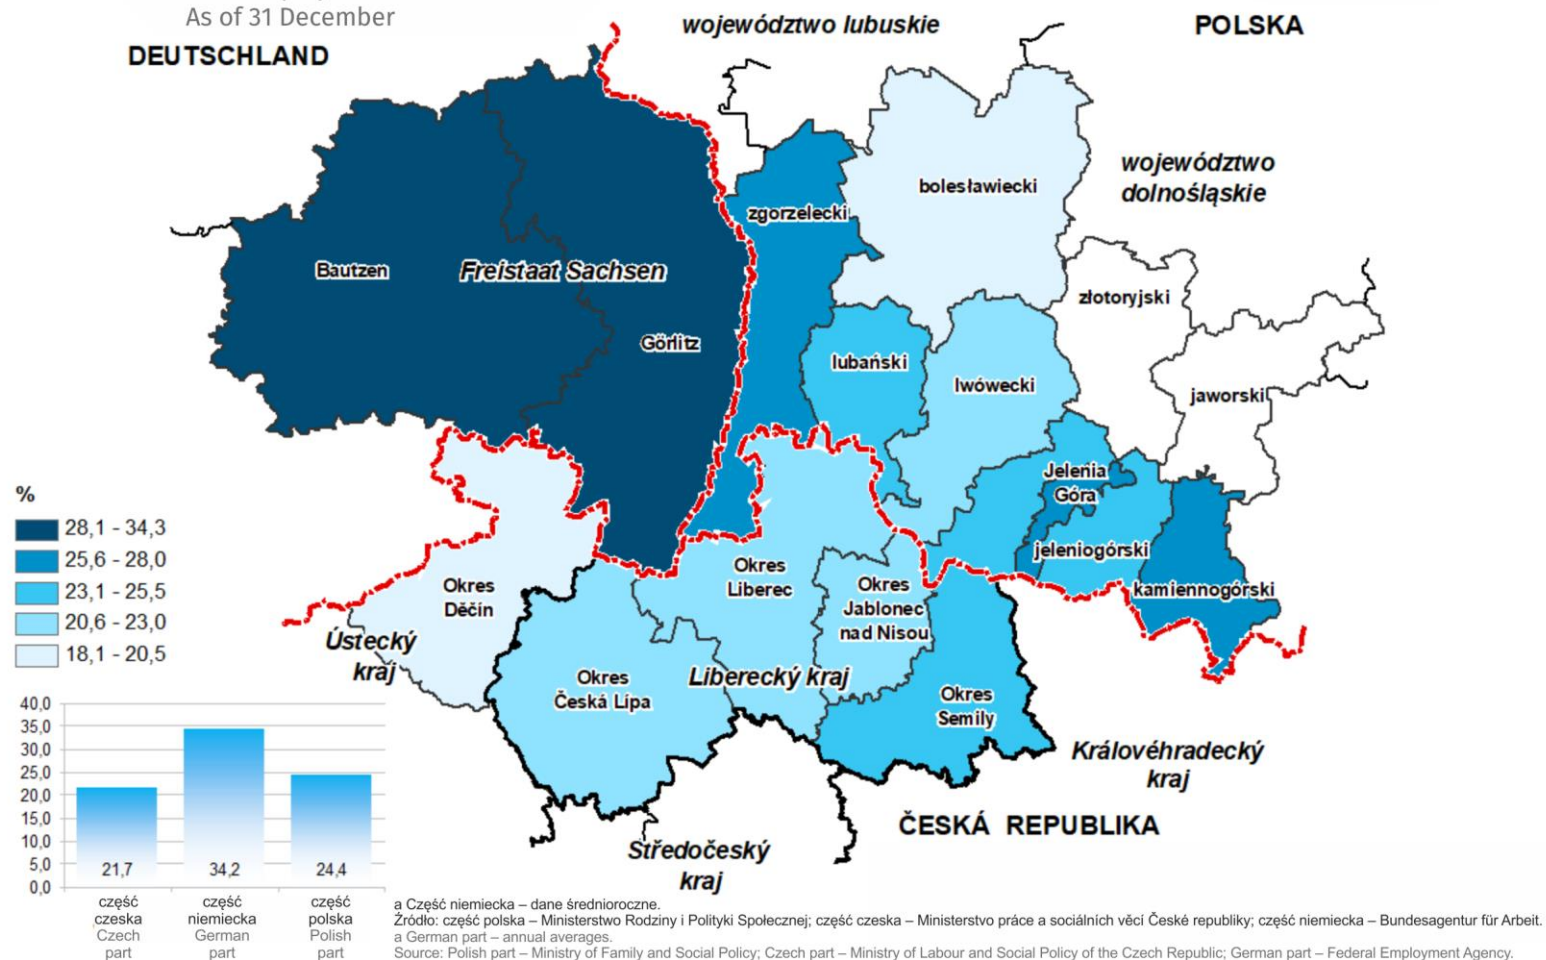 As of 31 December
DEUTSCHLAND
województwo lubuskie
POLSKA
województwo
dolnośląskie
bolesławiecki
zgorzelecki
Bautzen
Freistaat Sachsen
złotoryjski
Görlitz
lubański
lwówecki
jaworski
Jelenia
Góra
jeleniogórski
kamiennogórski
%
28,1 - 34,3
25,6 - 28,0
23,1 - 25,5
20,6 - 23,0
18,1 - 20,5
Okres
Děčín
Okres
Liberec
Okres
Jablonec
nad Nisou
Ústecký
kraj
Okres
Česká Lípa
Liberecký kraj
Okres
Semily
Královéhradecký
kraj
ČESKÁ REPUBLIKA
Středočeský
kraj
40,0
35,0
30,0
25,0
20,0
15,0
10,0
5,0
0,0
21,7
34,2
24,4
część
czeska
Czech
part
część
niemiecka
German
part
część
polska
Polish
part
a Część niemiecka – dane średnioroczne.
Źródło: część polska – Ministerstwo Rodziny i Polityki Społecznej; część czeska – Ministerstvo práce a sociálních věcí České republiky; część niemiecka – Bundesagentur für Arbeit.
a German part – annual averages.
Source: Polish part – Ministry of Family and Social Policy; Czech part – Ministry of Labour and Social Policy of the Czech Republic; German part – Federal Employment Agency.